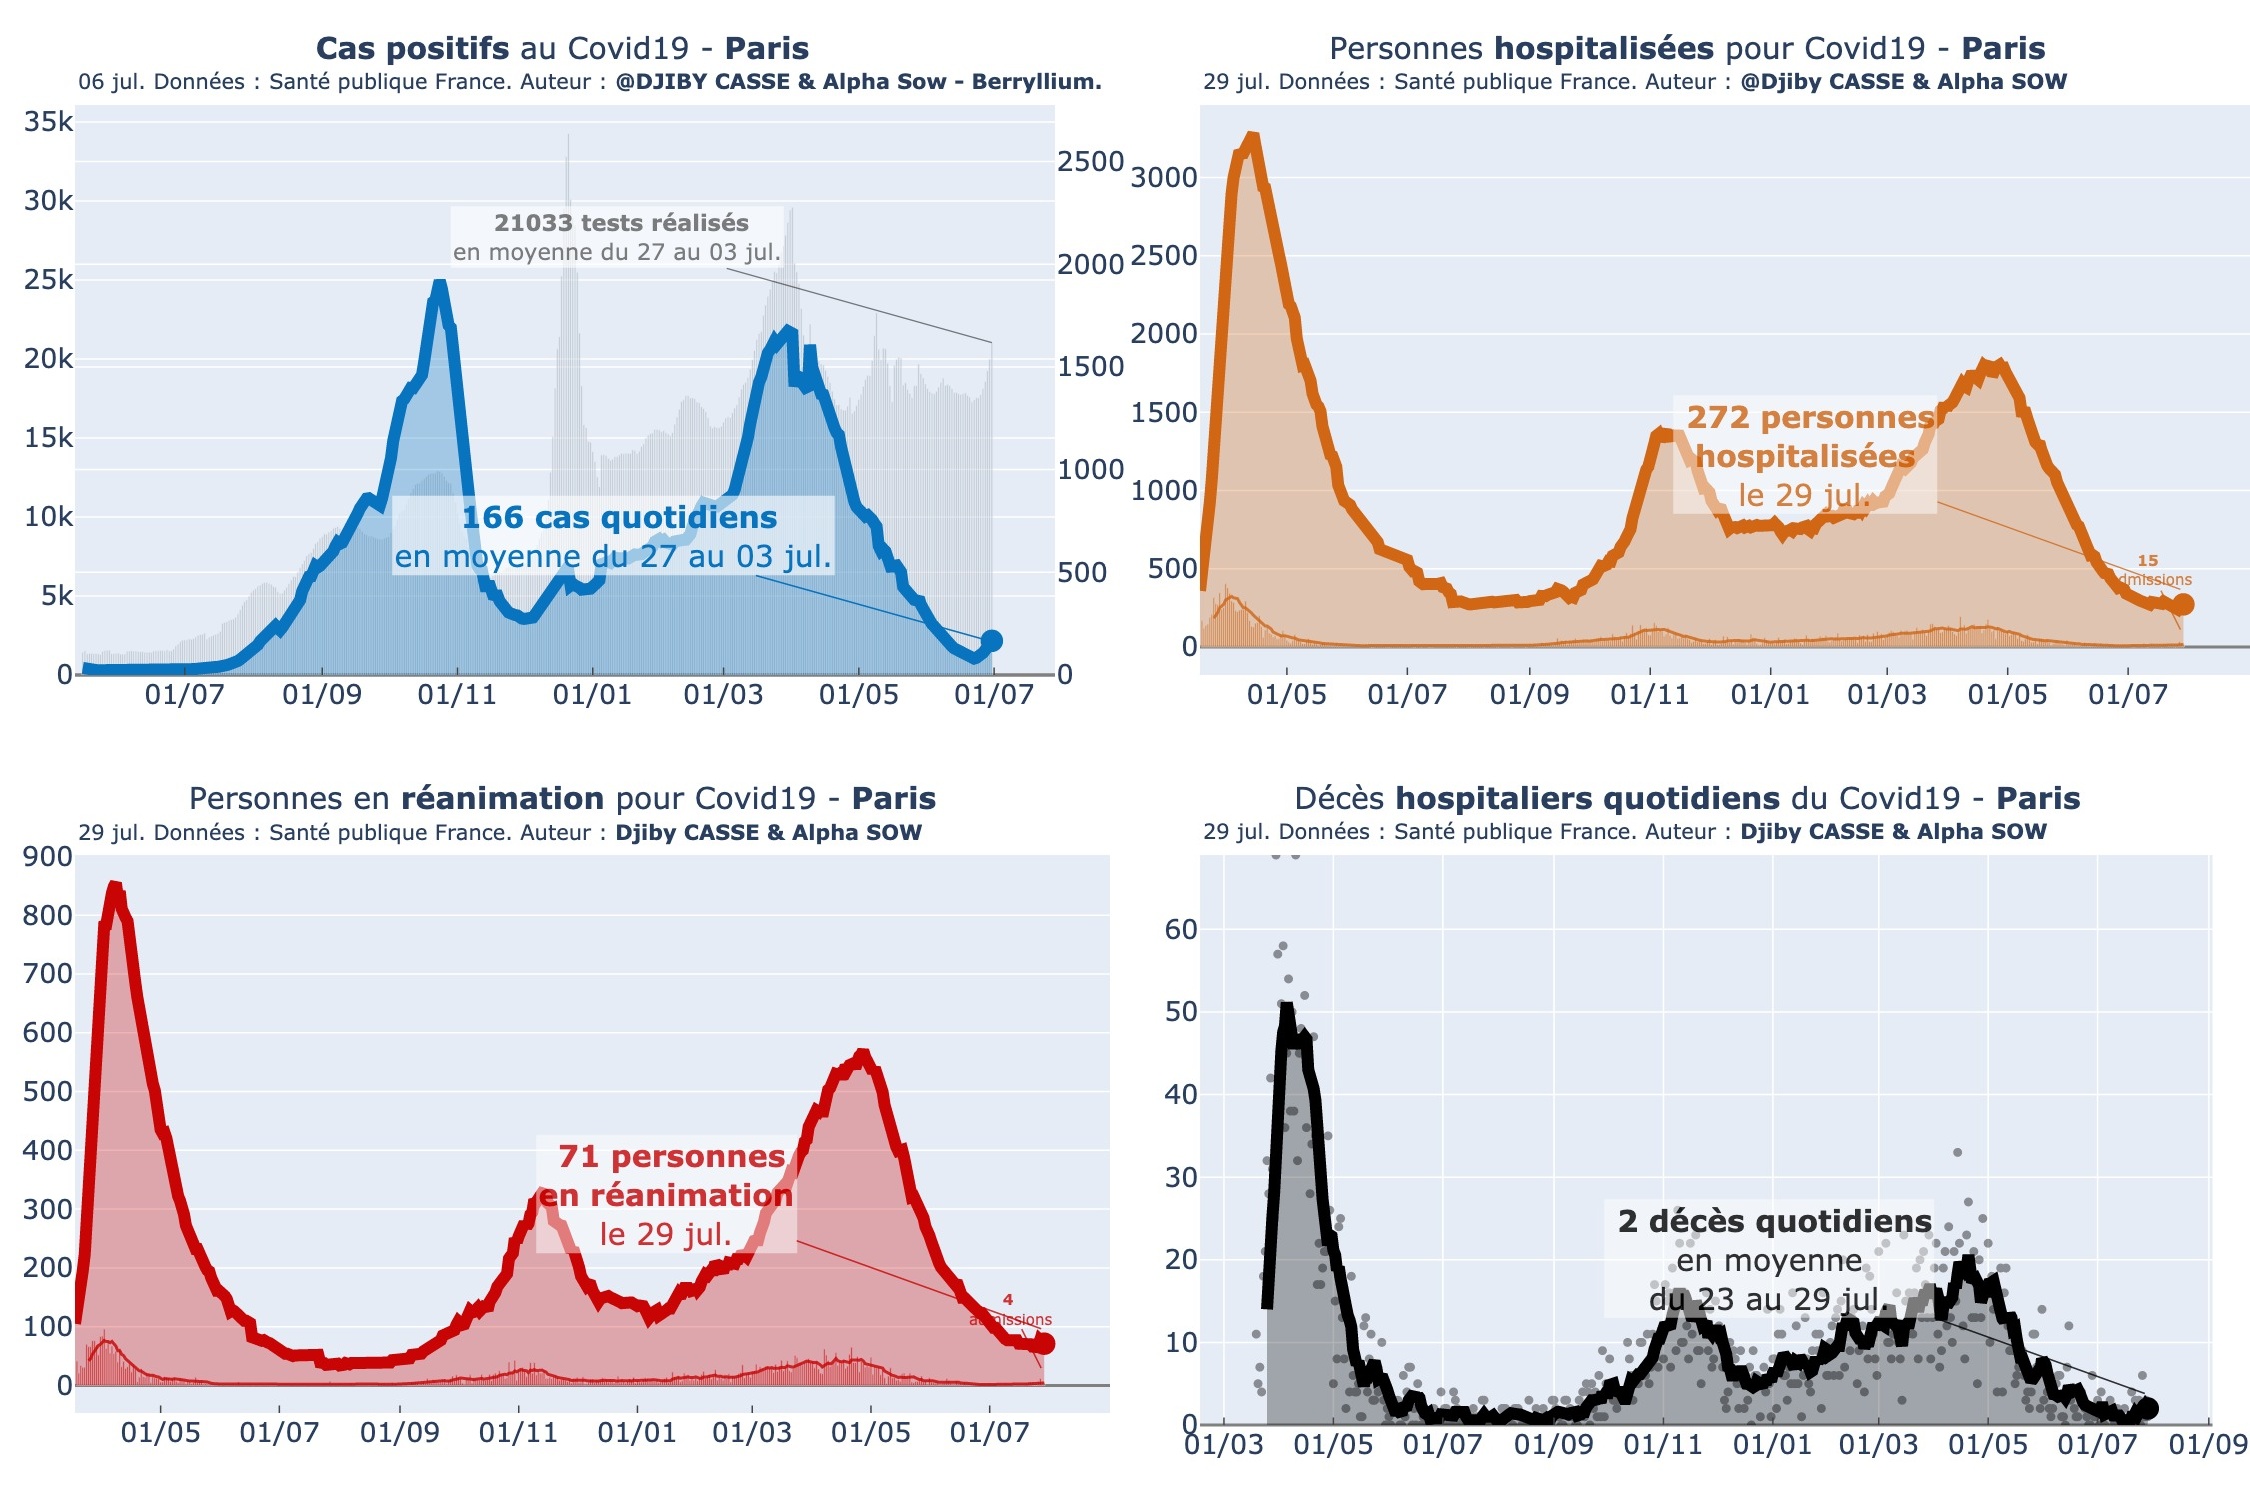 Cas positifs au Covid19 - Paris
06 jul. Données : Santé publique France. Auteur : @DJIBY CASSE & Alpha Sow - Berryllium.
35k
30k
25k
20k
15k
10k
5k
0
2500
2000
1500
1000
500
0
21033 tests réalisés
en moyenne du 27 au 03 jul.
166 cas quotidiens
en moyenne du 27 au 03 jul.
01/07
01/09
01/11
01/01
01/03
01/05
01/07
Personnes hospitalisées pour Covid19 - Paris
29 jul. Données : Santé publique France. Auteur : @Djiby CASSE & Alpha SOW
3000
2500
2000
1500
1000
500
0
272 personnes
hospitalisées
le 29 jul.
15
dmissions
01/05
01/07
01/09
01/11
01/01
01/03
01/05
01/07
Personnes en réanimation pour Covid19 - Paris
29 jul. Données : Santé publique France. Auteur : Djiby CASSE & Alpha SOW
900
800
700
600
500
400
300
200
100
0
71 personnes
en réanimation
le 29 jul.
4
admissions
01/05
01/07
01/09
01/11
01/01
01/03
01/05
01/07
Décès hospitaliers quotidiens du Covid19 - Paris
29 jul. Données : Santé publique France. Auteur : Djiby CASSE & Alpha SOW
60
50
40
30
20
10
0
2 décès quotidiens
en moyenne
du 23 au 29 jul.
01/03
01/05
01/07
01/09
01/11
01/01
01/03
01/05
01/07
01/09